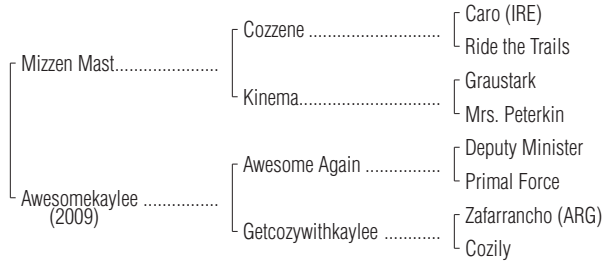 Caro (IRE)
Cozzene ............................
Ride the Trails
Mizzen Mast......................
Graustark
Kinema..............................
Mrs. Peterkin
Deputy Minister
Awesome Again ................
Primal Force
Awesomekaylee ................
(2009)
Zafarrancho (ARG)
Getcozywithkaylee .............
Cozily